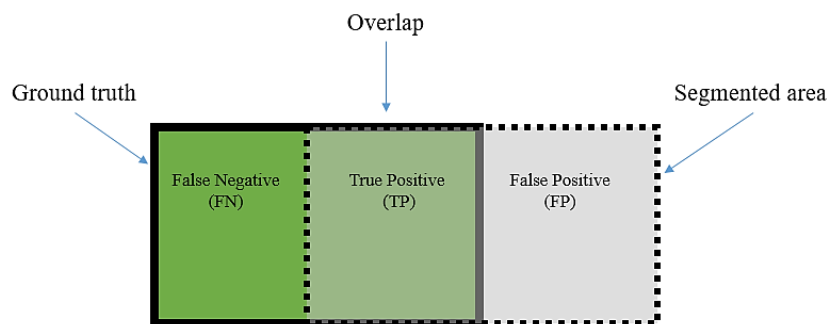 Overlap
Ground truth
Segmented area
False Negative
(FN)
True Positive
(TP)
False Positive
(FP)